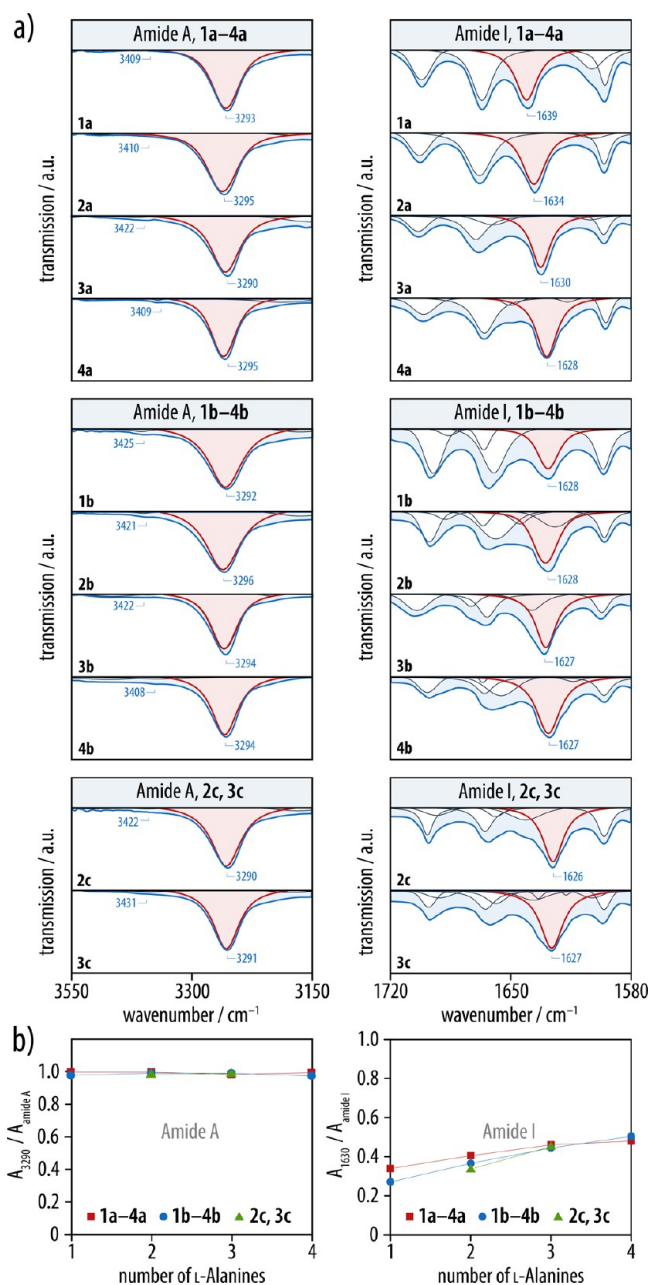 a)
Amide A, 1a–4a
Amide I, 1a–4a
transmission / a.u.
3409
3293
1a
3410
3295
2a
3422
3290
3a
3409
3295
4a
transmission / a.u.
1639
1a
1634
2a
1630
3a
1628
4a
Amide A, 1b–4b
Amide I, 1b–4b
transmission / a.u.
3425
3292
1b
3421
3296
2b
3422
3294
3b
3408
3294
4b
transmission / a.u.
1628
1b
1628
2b
1627
3b
1627
4b
Amide A, 2c, 3c
Amide I, 2c, 3c
transmission / a.u.
3422
3290
2c
3431
3291
3c
3550
3300
3150
wavenumber / cm⁻¹
transmission / a.u.
1626
2c
1627
3c
1720
1650
1580
wavenumber / cm⁻¹
b)
A3290 / Aamide A
1.0
0.8
0.6
0.4
0.2
0
Amide A
1a–4a
1b–4b
2c, 3c
1
2
3
4
number of L-Alanines
A1630 / Aamide I
1.0
0.8
0.6
0.4
0.2
0
Amide I
1a–4a
1b–4b
2c, 3c
1
2
3
4
number of L-Alanines